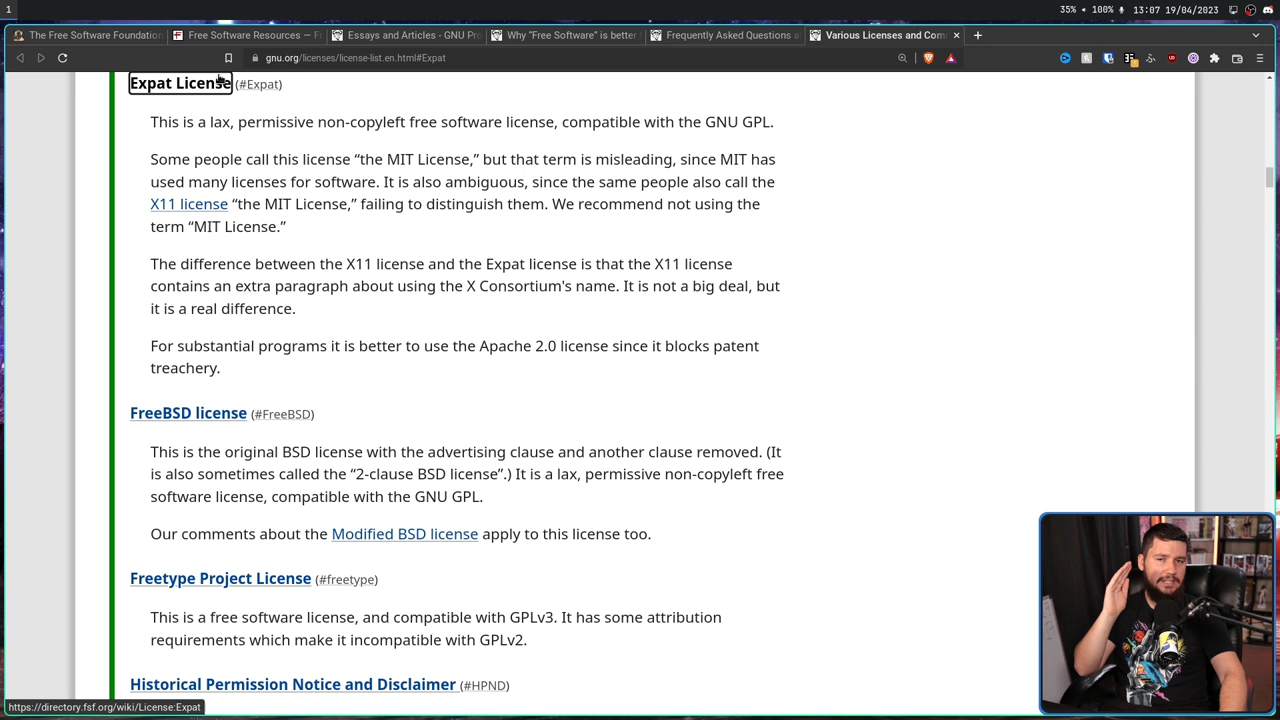 1
35% 100% 13:07 19/04/2023
The Free Software Foundation
Free Software Resources — F
Essays and Articles - GNU Pr
Why “Free Software” is better
Frequently Asked Questions a
Various Licenses and Com
gnu.org/licenses/license-list.en.html#Expat
Expat License (#Expat)
This is a lax, permissive non-copyleft free software license, compatible with the GNU GPL.
Some people call this license “the MIT License,” but that term is misleading, since MIT has
used many licenses for software. It is also ambiguous, since the same people also call the
X11 license “the MIT License,” failing to distinguish them. We recommend not using the
term “MIT License.”
The difference between the X11 license and the Expat license is that the X11 license
contains an extra paragraph about using the X Consortium's name. It is not a big deal, but
it is a real difference.
For substantial programs it is better to use the Apache 2.0 license since it blocks patent
treachery.
FreeBSD license (#FreeBSD)
This is the original BSD license with the advertising clause and another clause removed. (It
is also sometimes called the “2-clause BSD license”.) It is a lax, permissive non-copyleft free
software license, compatible with the GNU GPL.
Our comments about the Modified BSD license apply to this license too.
Freetype Project License (#freetype)
This is a free software license, and compatible with GPLv3. It has some attribution
requirements which make it incompatible with GPLv2.
Historical Permission Notice and Disclaimer (#HPND)
https://directory.fsf.org/wiki/License:Expat